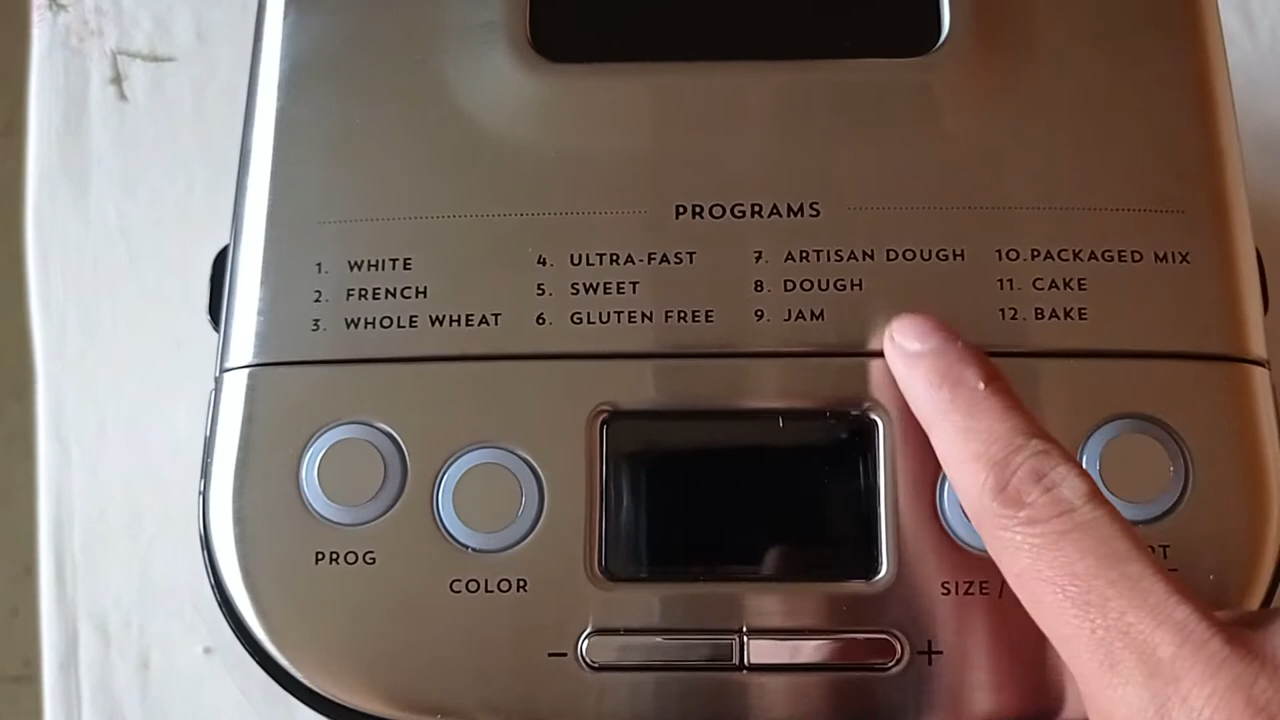 PROGRAMS
1. WHITE
2. FRENCH
3. WHOLE WHEAT
4. ULTRA-FAST
5. SWEET
6. GLUTEN FREE
7. ARTISAN DOUGH
8. DOUGH
9. JAM
10.PACKAGED MIX
11. CAKE
12. BAKE
PROG
COLOR
SIZE /
- +